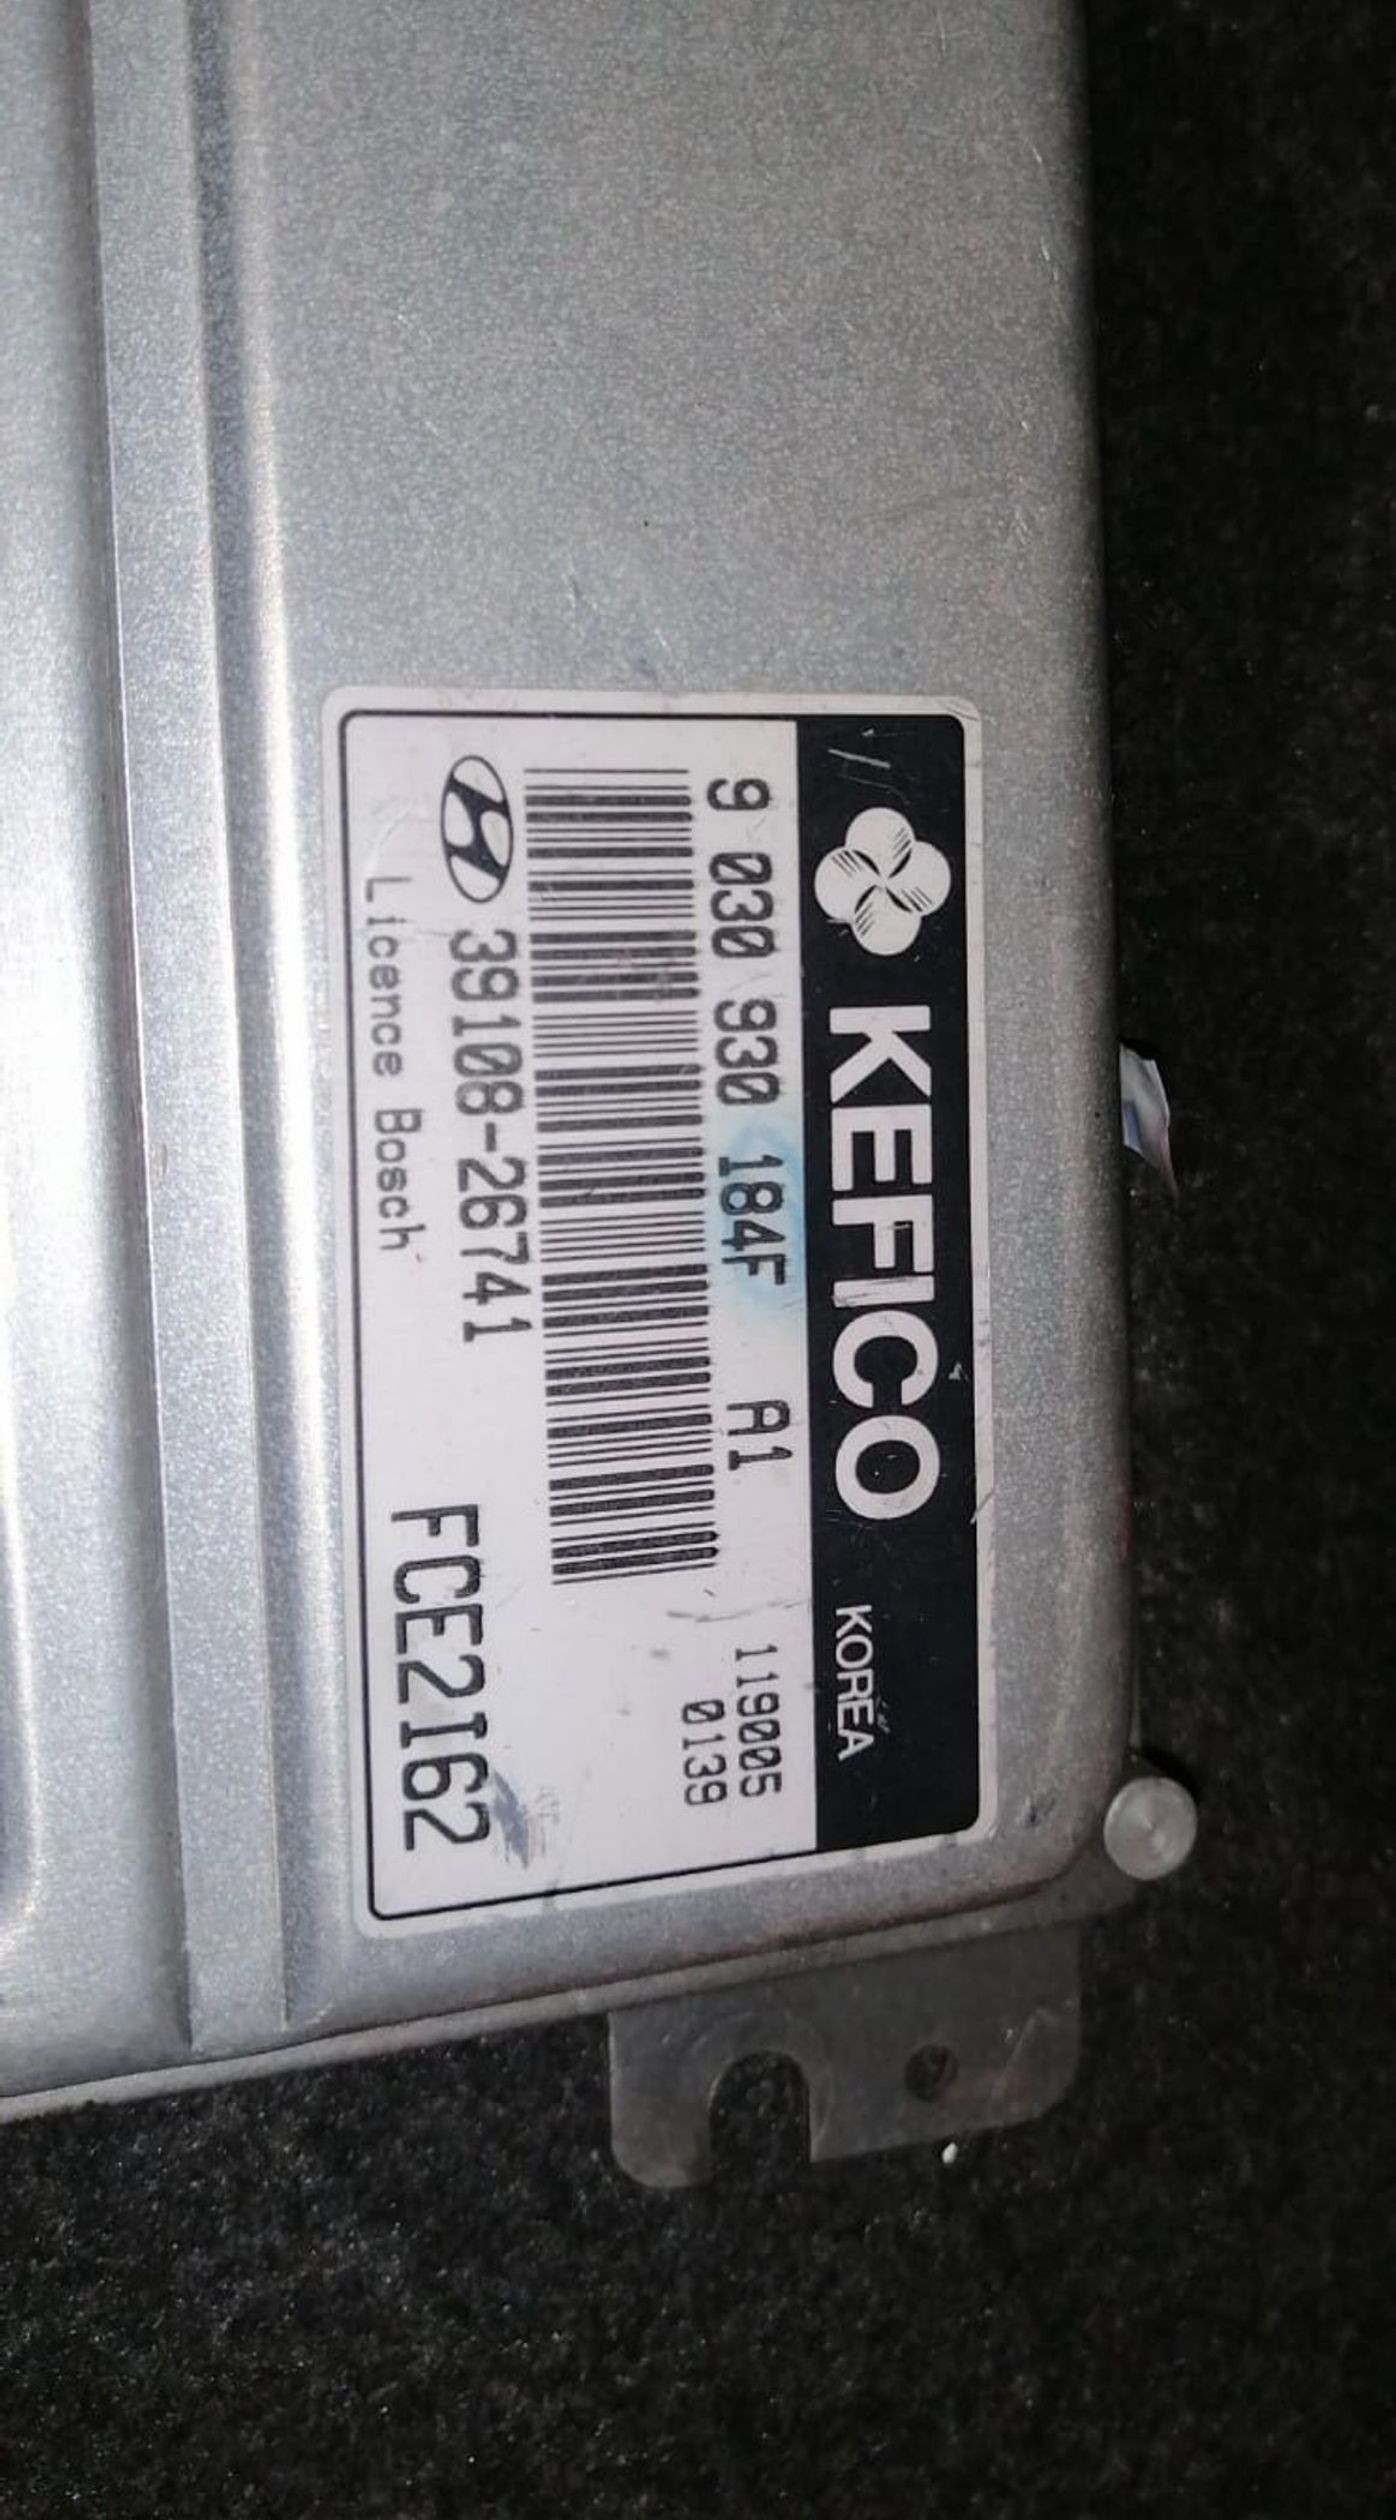 KEFICO KOREA
9 030 930 184F A1 119005
0139
39108-26741
Licence Bosch
FCE2I62